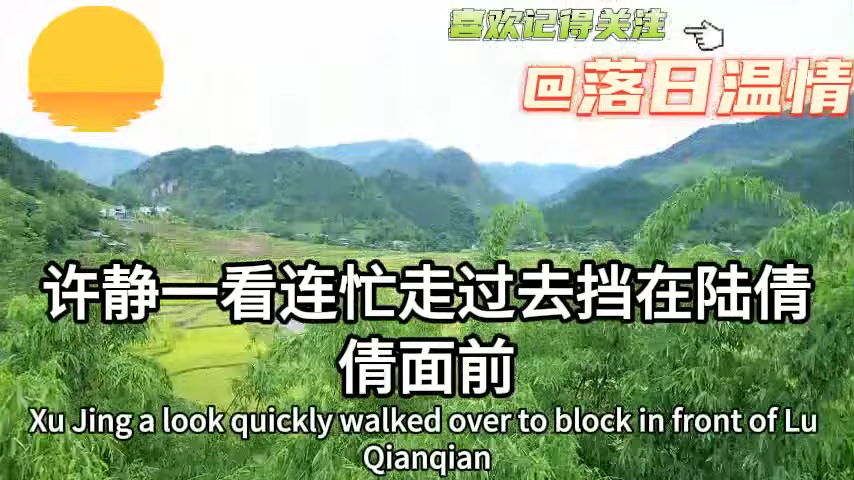 喜欢记得关注
@落日温情
许静一看连忙走过去挡在陆倩
倩面前
Xu Jing a look quickly walked over to block in front of Lu
Qianqian